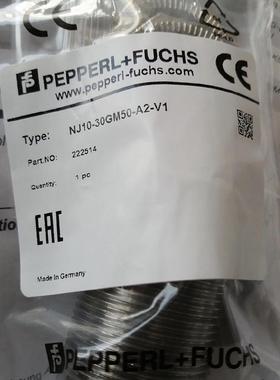 PEPPERL+FUCHS
www.pepperl-fuchs.com
CE
Type: NJ10-30GM50-A2-V1
Part.NO: 222514
Quantity: 1 pc
EAC
Made in Germany
PEPPERL+FUCHS